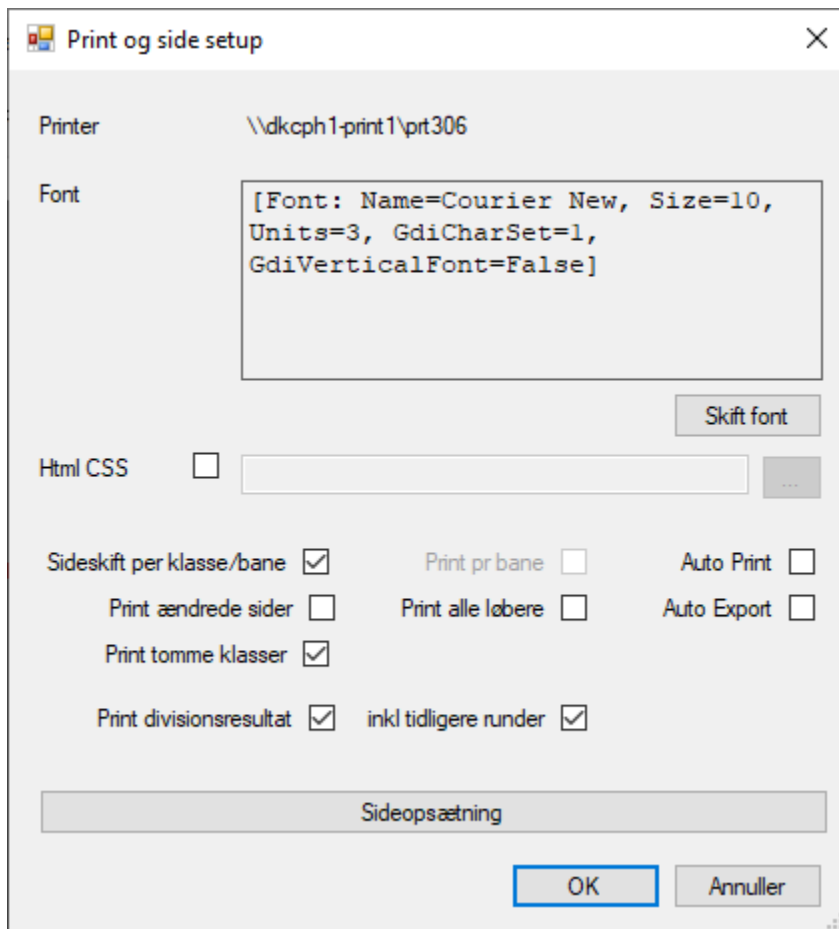 Print og side setup
Printer \\dkcph1-print1\prt306
Font
[Font: Name=Courier New, Size=10,
Units=3, GdiCharSet=1,
GdiVerticalFont=False]
Skift font
Html CSS ...
Sideskift per klasse/bane Print pr bane Auto Print
Print ændrede sider Print alle løbere Auto Export
Print tomme klasser
Print divisionsresultat inkl tidligere runder
Sideopsætning
OK Annuller